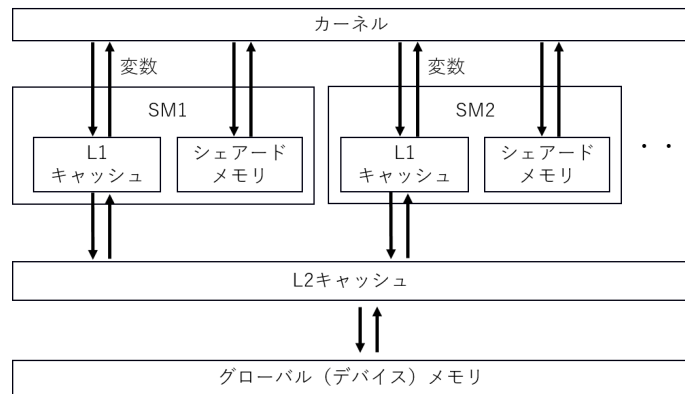 カーネル
変数
変数
SM1
SM2
L1
キャッシュ
シェアード
メモリ
L1
キャッシュ
シェアード
メモリ
・・
L2キャッシュ
グローバル（デバイス）メモリ